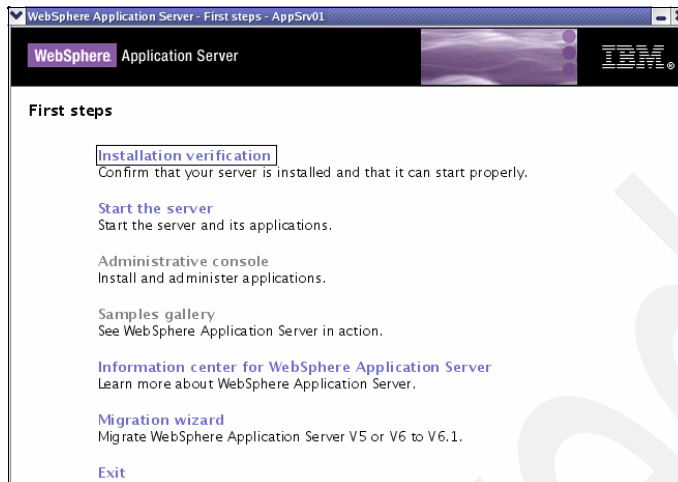 WebSphere Application Server - First steps - AppSrv01
WebSphere. Application Server
IBM®
First steps
Installation verification
Confirm that your server is installed and that it can start properly.
Start the server
Start the server and its applications.
Administrative console
Install and administer applications.
Samples gallery
See WebSphere Application Server in action.
Information center for WebSphere Application Server
Learn more about WebSphere Application Server.
Migration wizard
Migrate WebSphere Application Server V5 or V6 to V6.1.
Exit